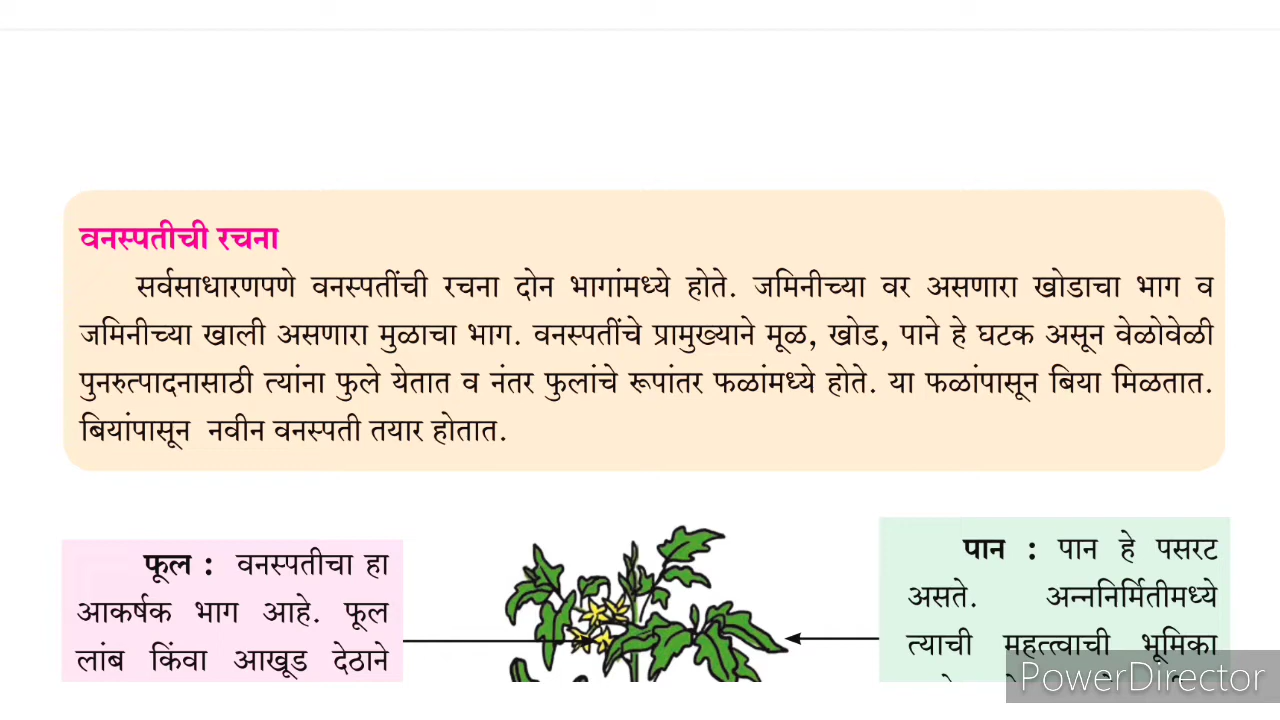 वनस्पतीची रचना
सर्वसाधारणपणे वनस्पतींची रचना दोन भागांमध्ये होते. जमिनीच्या वर असणारा खोडाचा भाग व
जमिनीच्या खाली असणारा मुळाचा भाग. वनस्पतींचे प्रामुख्याने मूळ, खोड, पाने हे घटक असून वेळोवेळी
पुनरुत्पादनासाठी त्यांना फुले येतात व नंतर फुलांचे रूपांतर फळांमध्ये होते. या फळांपासून बिया मिळतात.
बियांपासून नवीन वनस्पती तयार होतात.
फूल : वनस्पतीचा हा
आकर्षक भाग आहे. फूल
लांब किंवा आखूड देठाने
पान : पान हे पसरट
असते. अन्ननिर्मितीमध्ये
त्याची महत्त्वाची भूमिका
PowerDirector